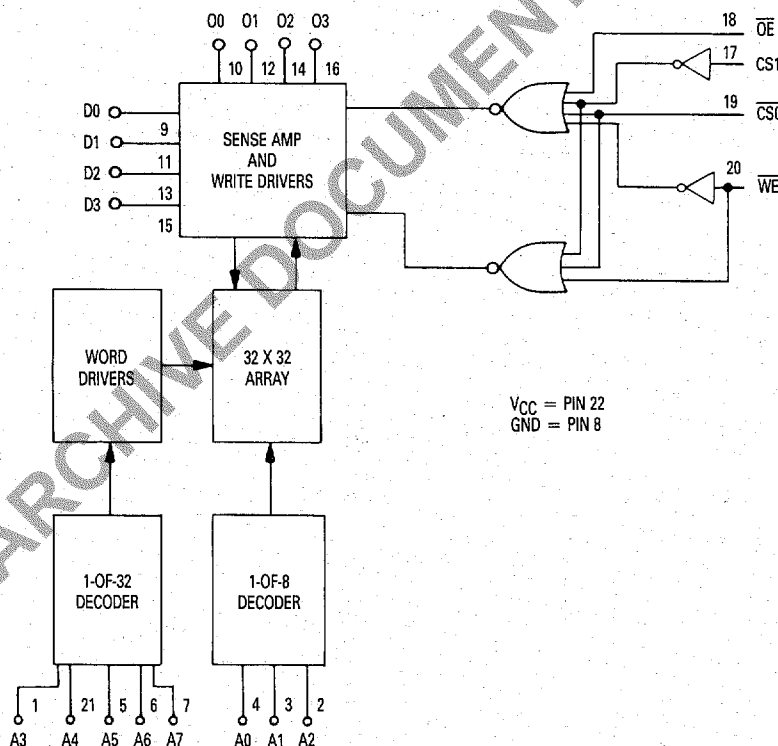 O0 O1 O2 O3
10 12 14 16
18 OE
17 CS1
19 CS0
20 WE
D0
9
D1
11
D2
13
D3
15
SENSE AMP
AND
WRITE DRIVERS
WORD
DRIVERS
32 X 32
ARRAY
VCC = PIN 22
GND = PIN 8
1-OF-32
DECODER
1-OF-8
DECODER
1 21 5 6 7
4 3 2
A3 A4 A5 A6 A7
A0 A1 A2
ARCHIVE DOCUMENT